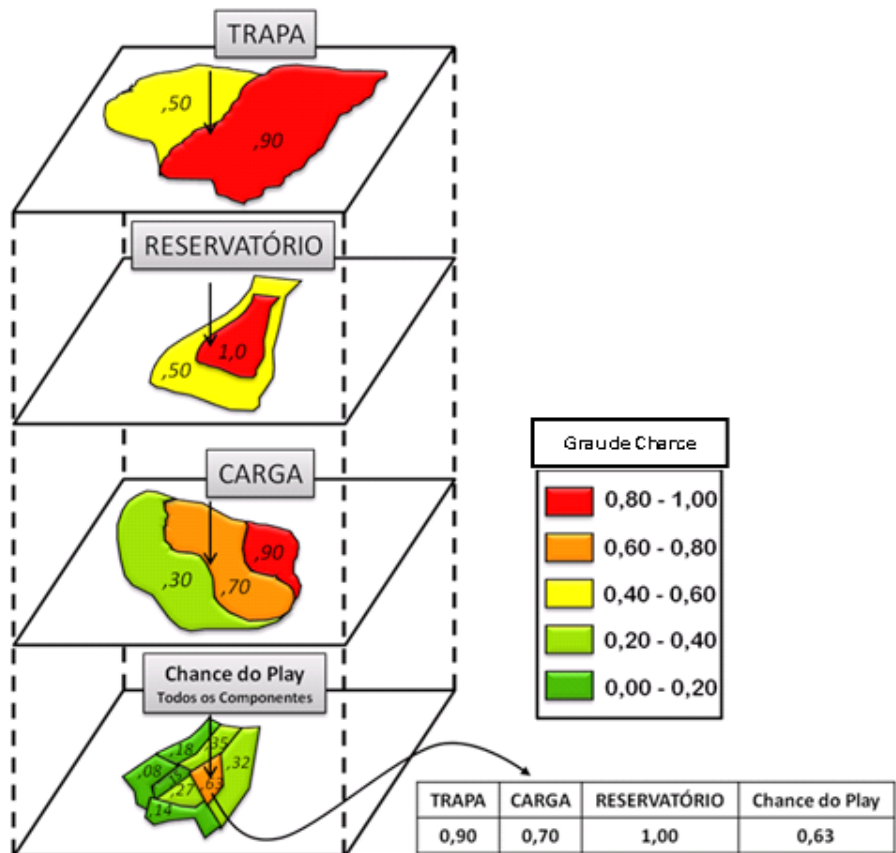 TRAPA
,50
,90
RESERVATÓRIO
1,0
,50
CARGA
,90
,30
,70
Chance do Play
Todos os Componentes
,18
,35
,08
,15
,32
,27
,63
,14
Grau de Chance
0,80 - 1,00
0,60 - 0,80
0,40 - 0,60
0,20 - 0,40
0,00 - 0,20
TRAPA CARGA RESERVATÓRIO Chance do Play
0,90 0,70 1,00 0,63